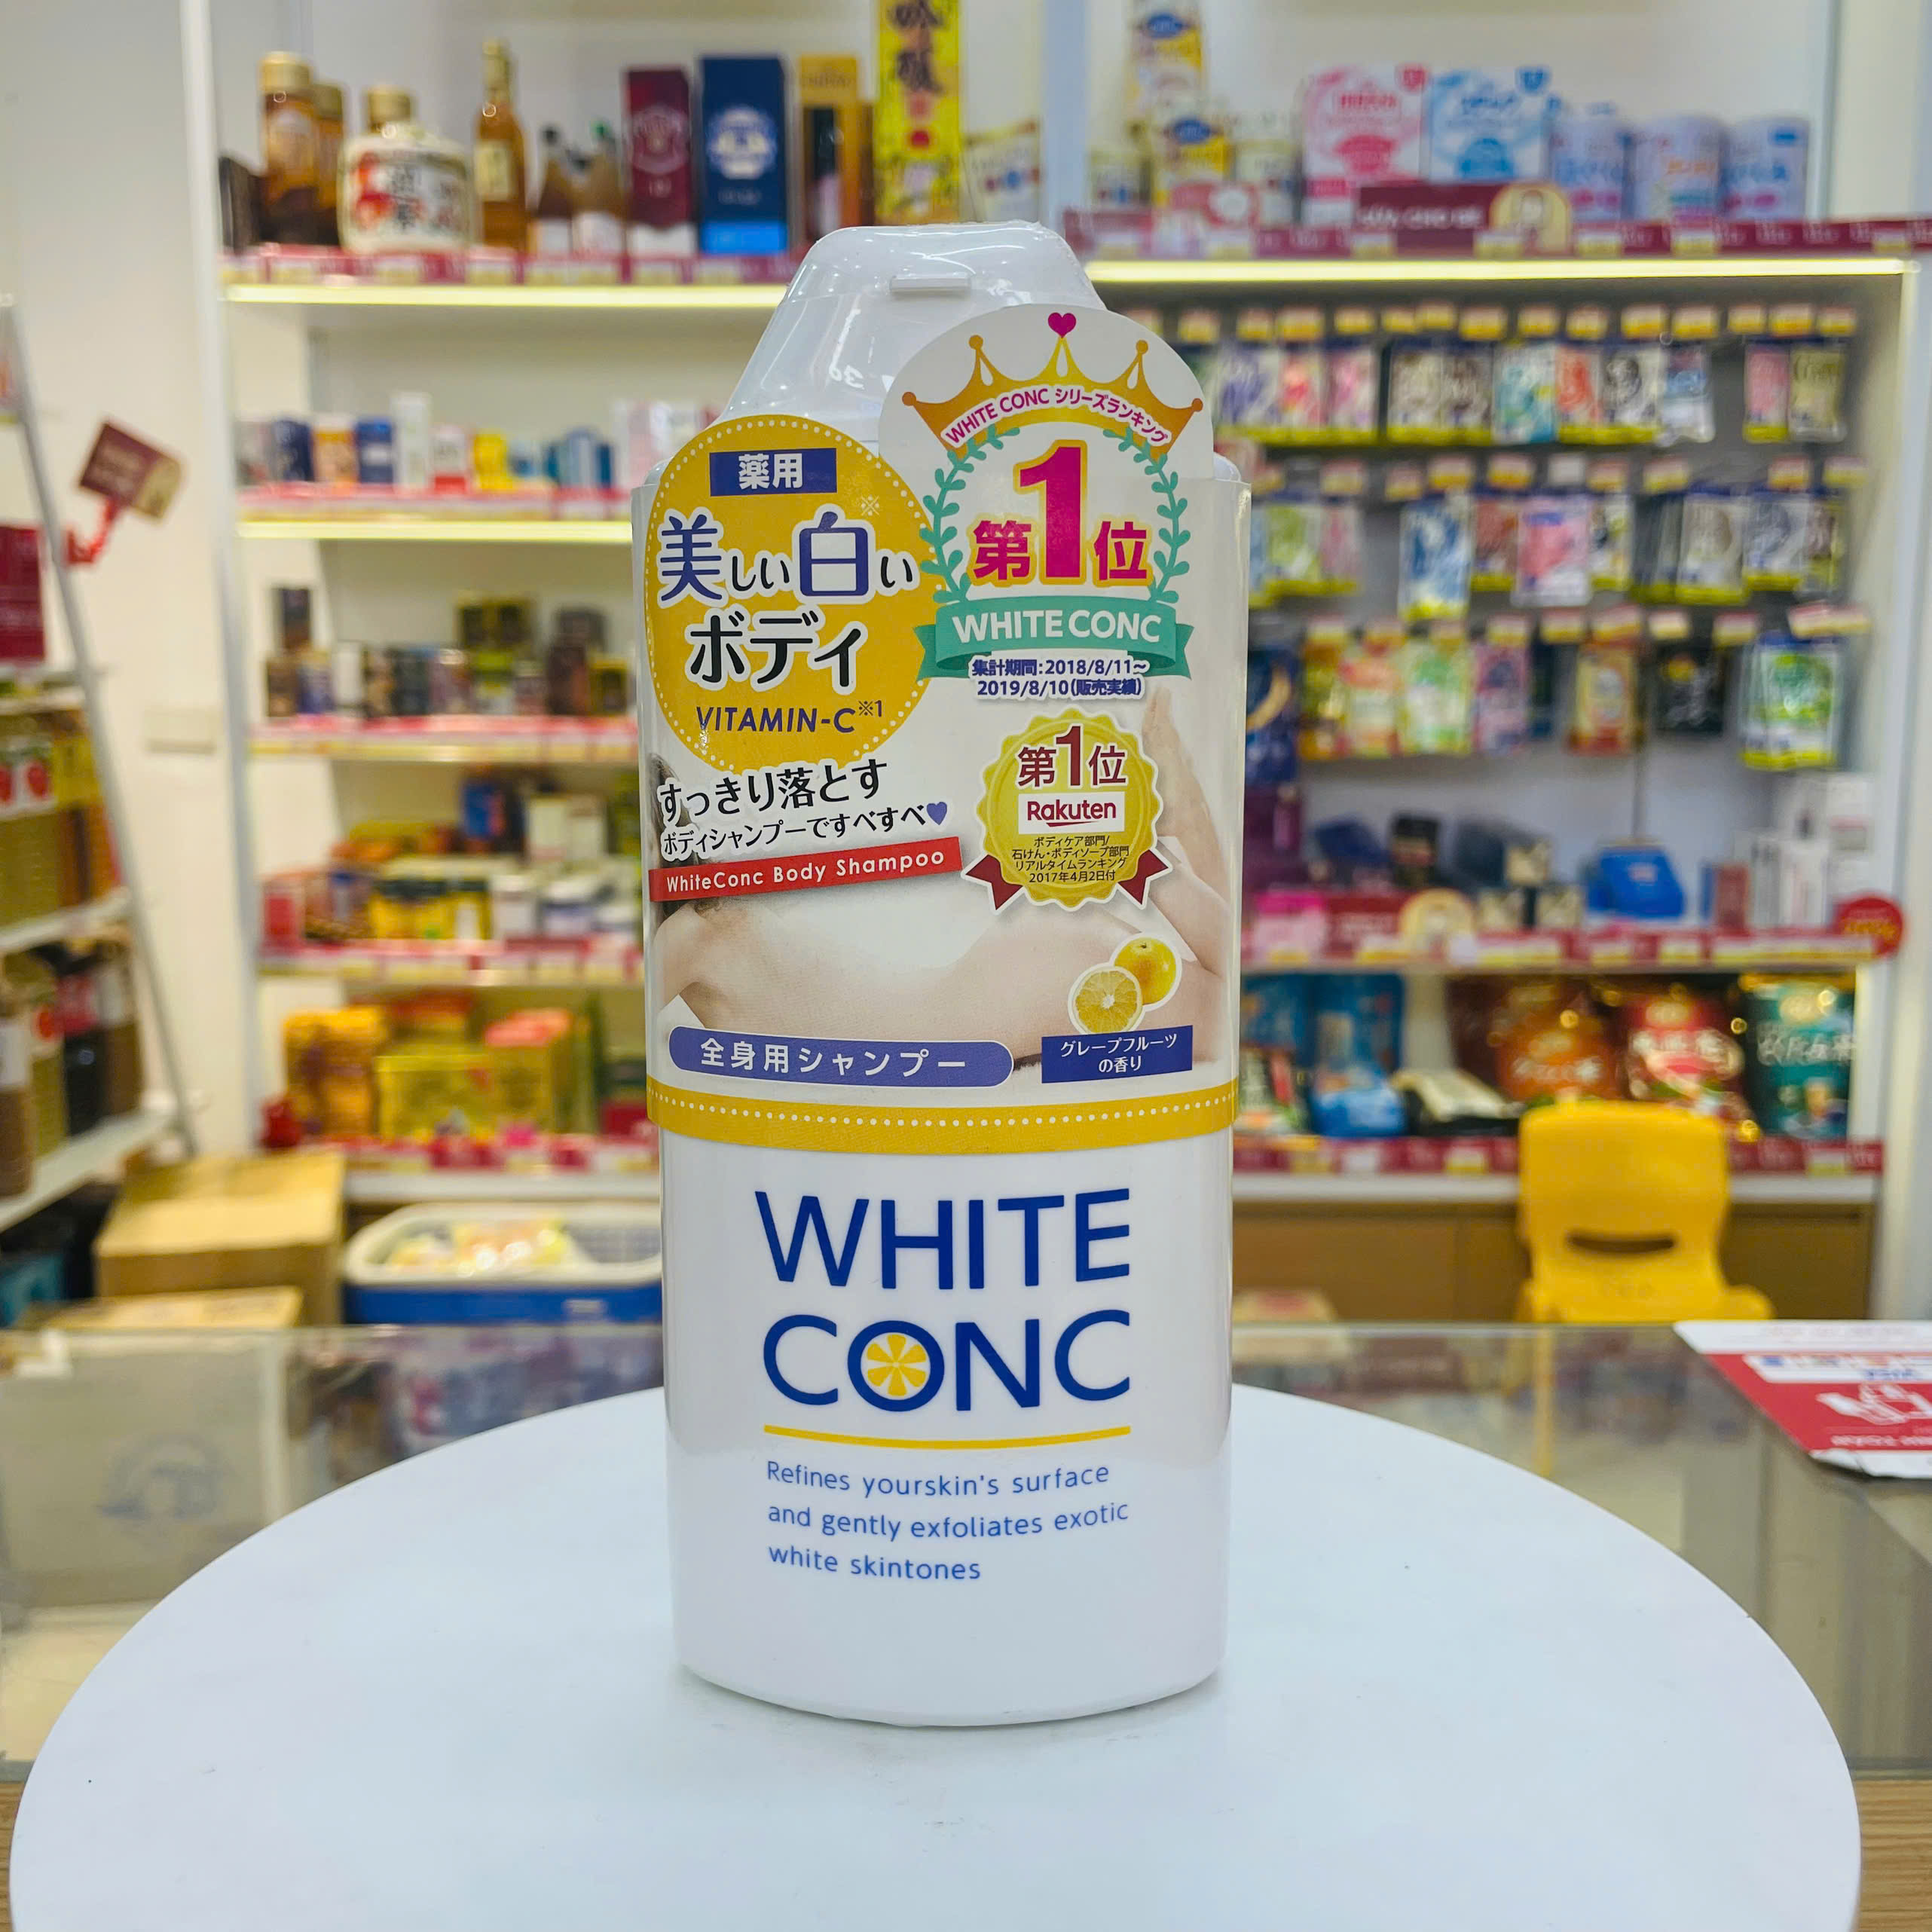 薬用
美しい白い※
ボディ
VITAMIN-C※1
すっきり落とす
ボディシャンプーですべすべ
WhiteConc Body Shampoo
WHITE CONC シリーズランキング
第1位
WHITE CONC
集計期間:2018/8/11～
2019/8/10(販売実績)
第1位
Rakuten
ボディケア部門/
石けん・ボディソープ部門
リアルタイムランキング
2017年4月2日付
全身用シャンプー
グレープフルーツ
の香り
WHITE
CONC
Refines yourskin's surface
and gently exfoliates exotic
white skintones